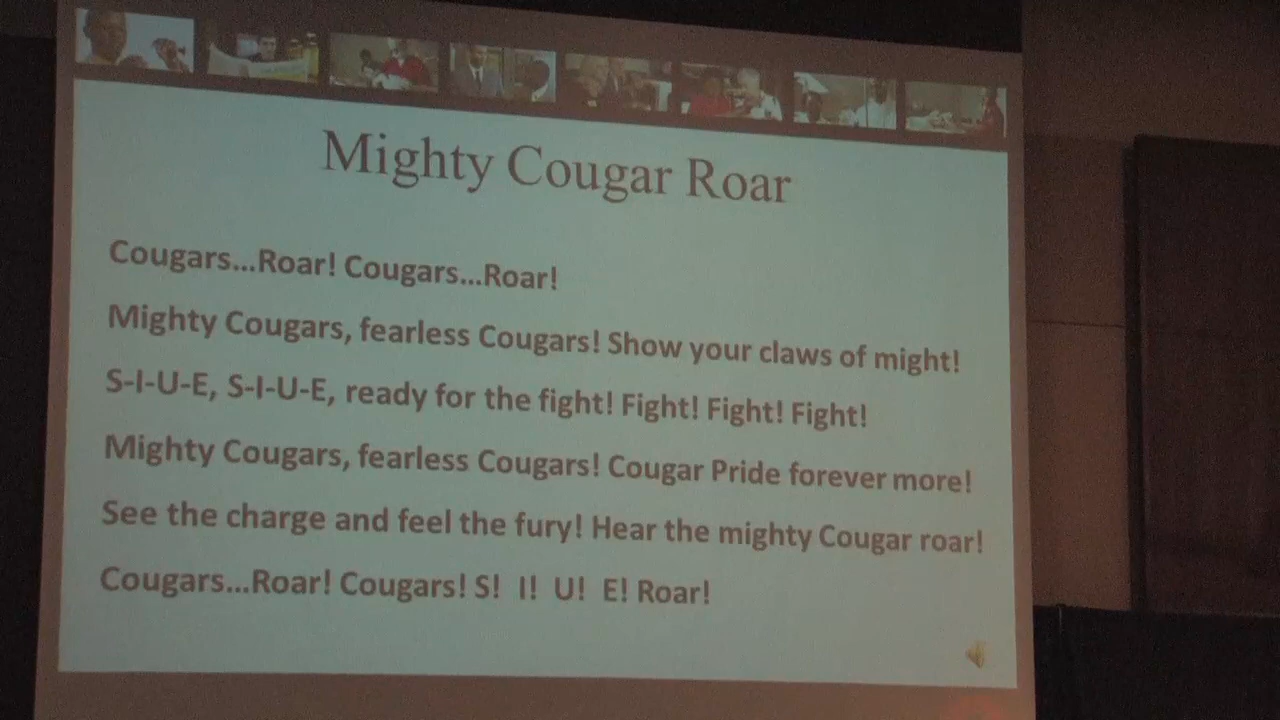 Mighty Cougar Roar
Cougars...Roar! Cougars...Roar!
Mighty Cougars, fearless Cougars! Show your claws of might!
S-I-U-E, S-I-U-E, ready for the fight! Fight! Fight! Fight!
Mighty Cougars, fearless Cougars! Cougar Pride forever more!
See the charge and feel the fury! Hear the mighty Cougar roar!
Cougars...Roar! Cougars! S! I! U! E! Roar!